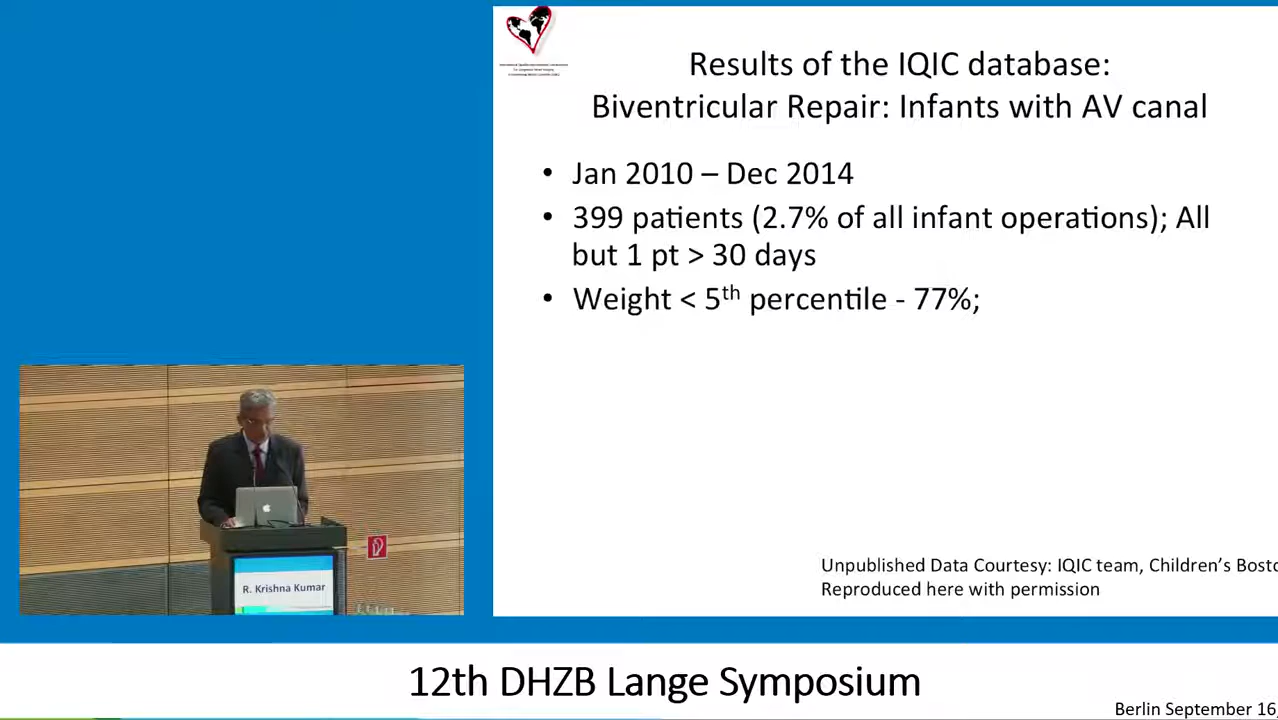 Results of the IQIC database:
Biventricular Repair: Infants with AV canal
• Jan 2010 – Dec 2014
• 399 patients (2.7% of all infant operations); All
but 1 pt > 30 days
• Weight < 5th percentile - 77%;
Unpublished Data Courtesy: IQIC team, Children's Bosto
Reproduced here with permission
R. Krishna Kumar
12th DHZB Lange Symposium
Berlin September 16,